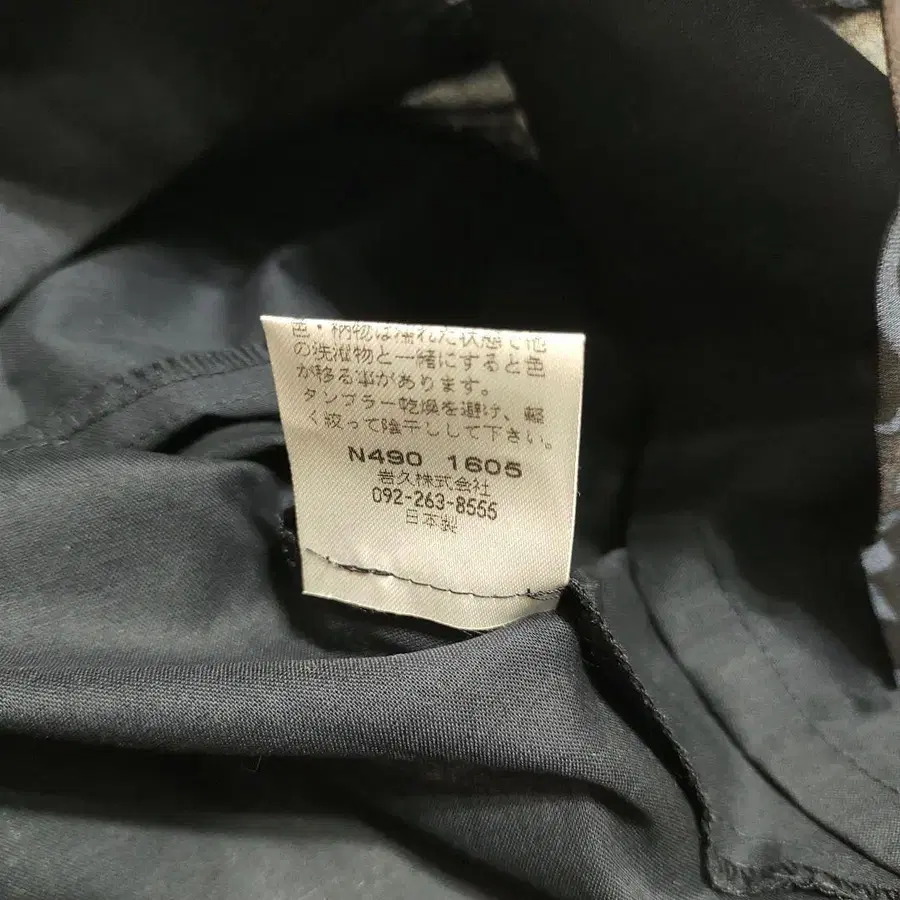 色・柄物は濡れた状態で他
の洗濯物と一緒にすると色
が移る事があります。
タンブラー乾燥を避け、軽
く絞って陰干しして下さい。
N490 1605
岩久株式会社
092-263-8555
日本製